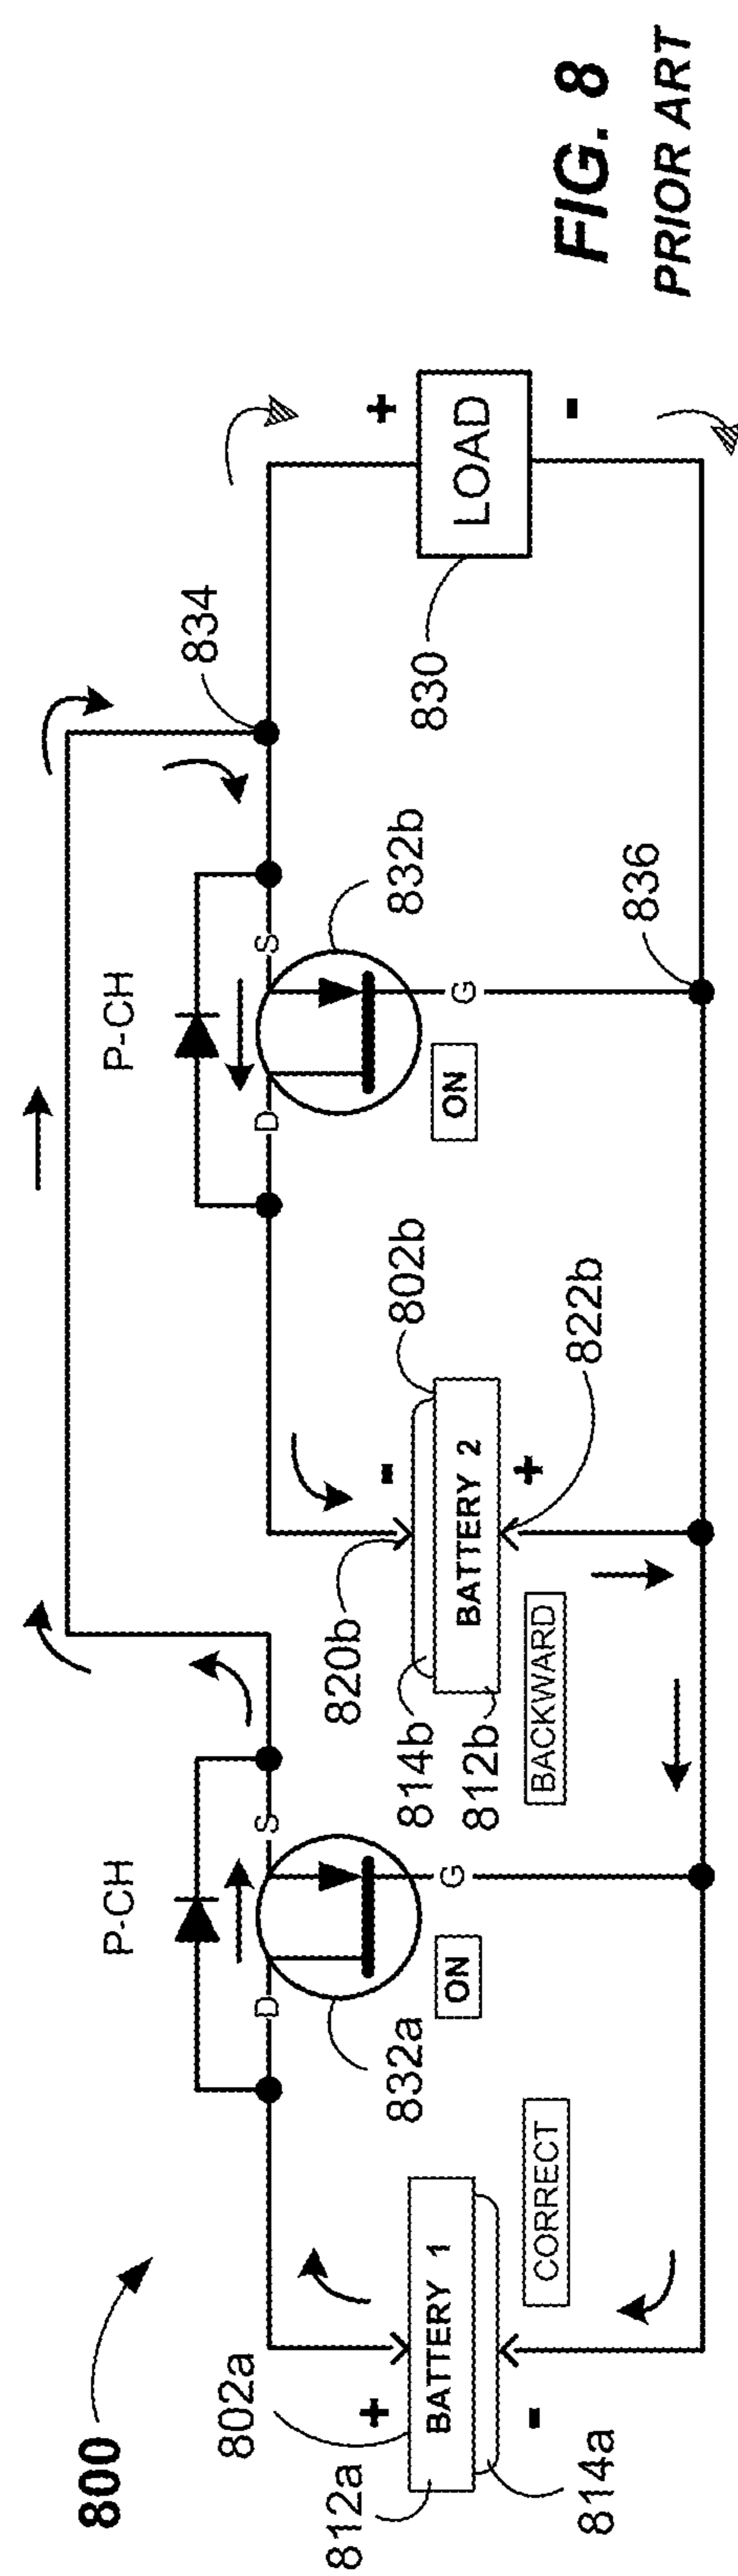 800
P-CH
P-CH
834
802a
+
812a
BATTERY 1
-
814a
CORRECT
D
S
832a
G
ON
820b
-
802b
814b
BATTERY 2
812b
+
822b
BACKWARD
D
S
832b
G
ON
836
+
LOAD
-
830
FIG. 8
PRIOR ART